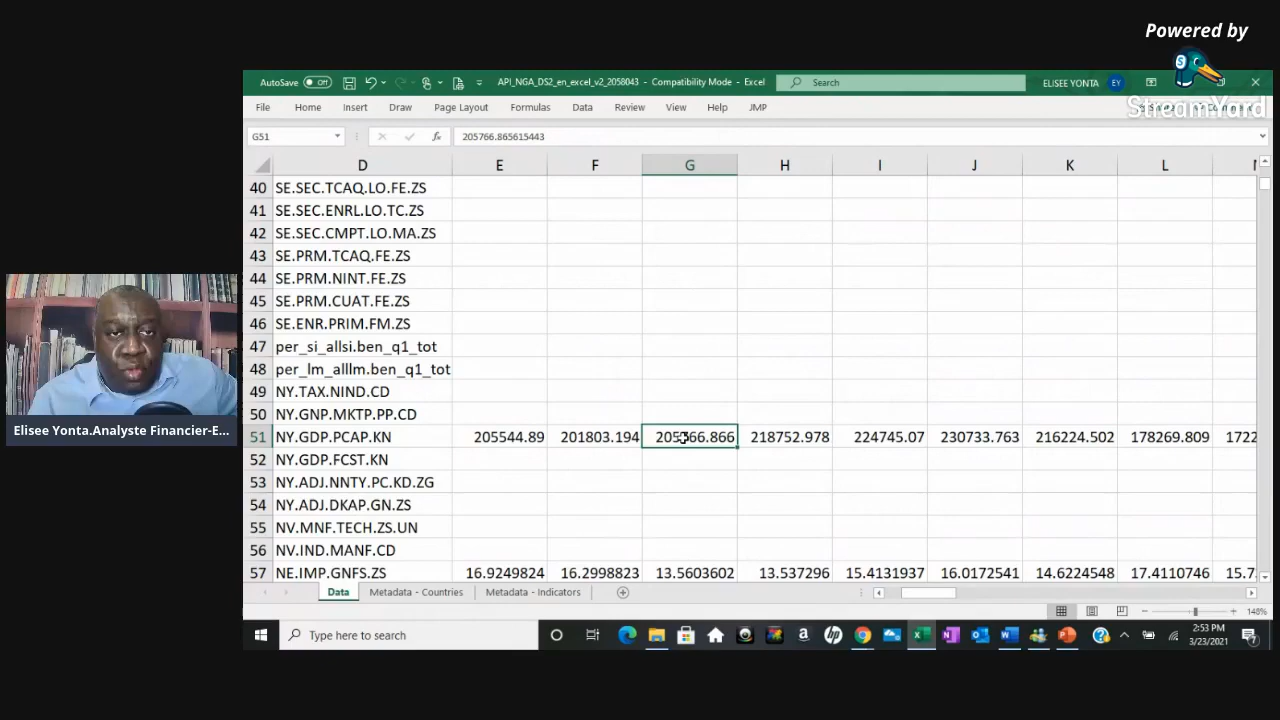 Powered by
StreamYard
AutoSave Off API_NGA_DS2_en_excel_v2_2058043 - Compatibility Mode - Excel Search ELISEE YONTA EY
File Home Insert Draw Page Layout Formulas Data Review View Help JMP
G51 fx 205766.865615443
D E F G H I J K L
40 SE.SEC.TCAQ.LO.FE.ZS
41 SE.SEC.ENRL.LO.TC.ZS
42 SE.SEC.CMPT.LO.MA.ZS
43 SE.PRM.TCAQ.FE.ZS
44 SE.PRM.NINT.FE.ZS
45 SE.PRM.CUAT.FE.ZS
46 SE.ENR.PRIM.FM.ZS
47 per_si_allsi.ben_q1_tot
48 per_lm_alllm.ben_q1_tot
49 NY.TAX.NIND.CD
50 NY.GNP.MKTP.PP.CD
51 NY.GDP.PCAP.KN 205544.89 201803.194 205766.866 218752.978 224745.07 230733.763 216224.502 178269.809 1722
52 NY.GDP.FCST.KN
53 NY.ADJ.NNTY.PC.KD.ZG
54 NY.ADJ.DKAP.GN.ZS
55 NV.MNF.TECH.ZS.UN
56 NV.IND.MANF.CD
57 NE.IMP.GNFS.ZS 16.9249824 16.2998823 13.5603602 13.537296 15.4131937 16.0172541 14.6224548 17.4110746 15.7
Elisee Yonta.Analyste Financier-E...
Data Metadata - Countries Metadata - Indicators
148%
Type here to search
2:53 PM
3/23/2021